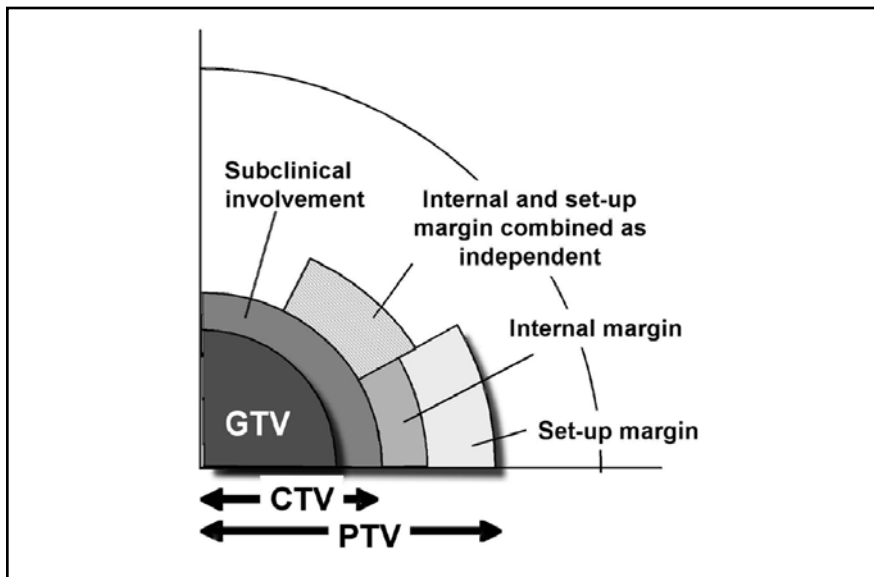 Subclinical
involvement
Internal and set-up
margin combined as
independent
Internal margin
GTV
Set-up margin
CTV
PTV